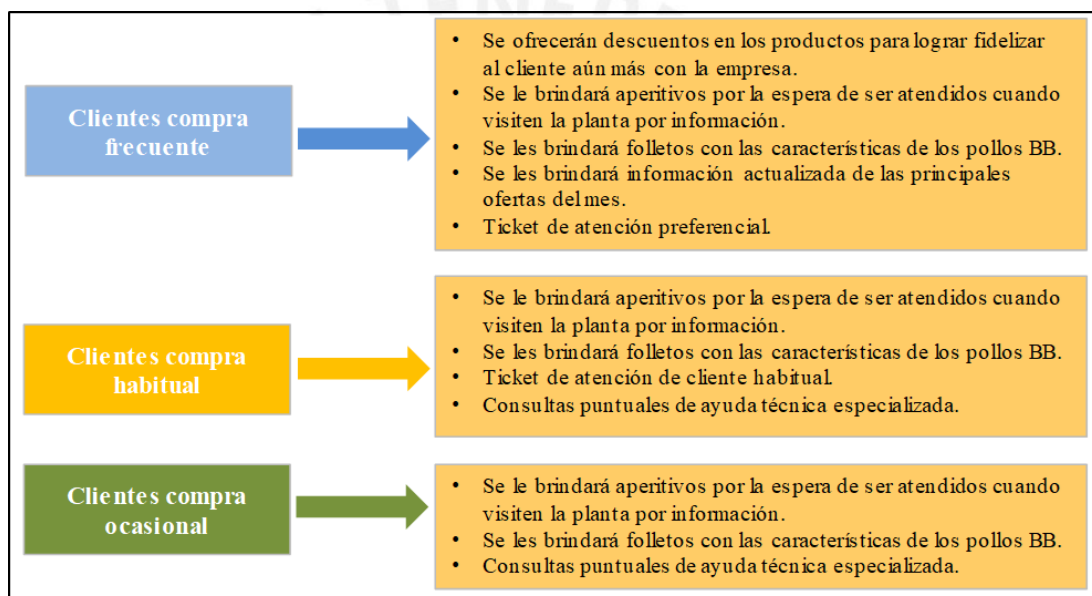 Clientes compra
frecuente
• Se ofrecerán descuentos en los productos para lograr fidelizar
al cliente aún más con la empresa.
• Se le brindará aperitivos por la espera de ser atendidos cuando
visiten la planta por información.
• Se les brindará folletos con las características de los pollos BB.
• Se les brindará información actualizada de las principales
ofertas del mes.
• Ticket de atención preferencial.
Clientes compra
habitual
• Se le brindará aperitivos por la espera de ser atendidos cuando
visiten la planta por información.
• Se les brindará folletos con las características de los pollos BB.
• Ticket de atención de cliente habitual.
• Consultas puntuales de ayuda técnica especializada.
Clientes compra
ocasional
• Se le brindará aperitivos por la espera de ser atendidos cuando
visiten la planta por información.
• Se les brindará folletos con las características de los pollos BB.
• Consultas puntuales de ayuda técnica especializada.